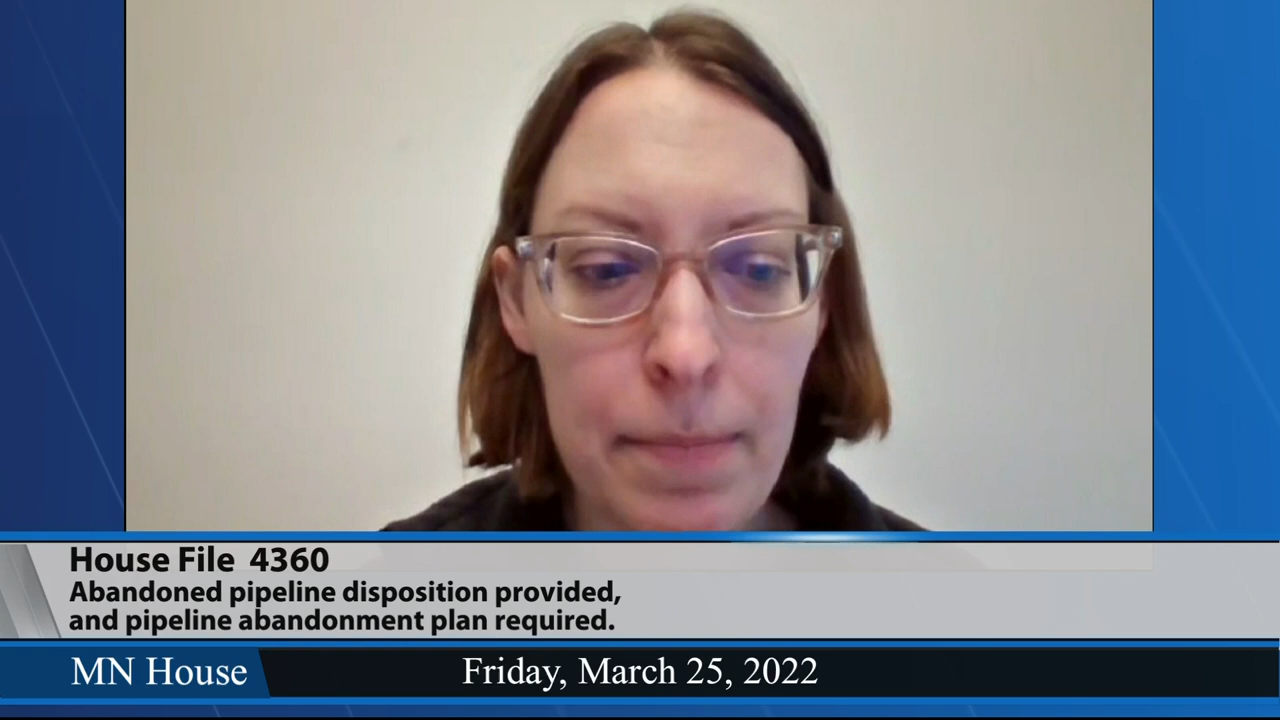 House File 4360
Abandoned pipeline disposition provided,
and pipeline abandonment plan required.
MN House
Friday, March 25, 2022